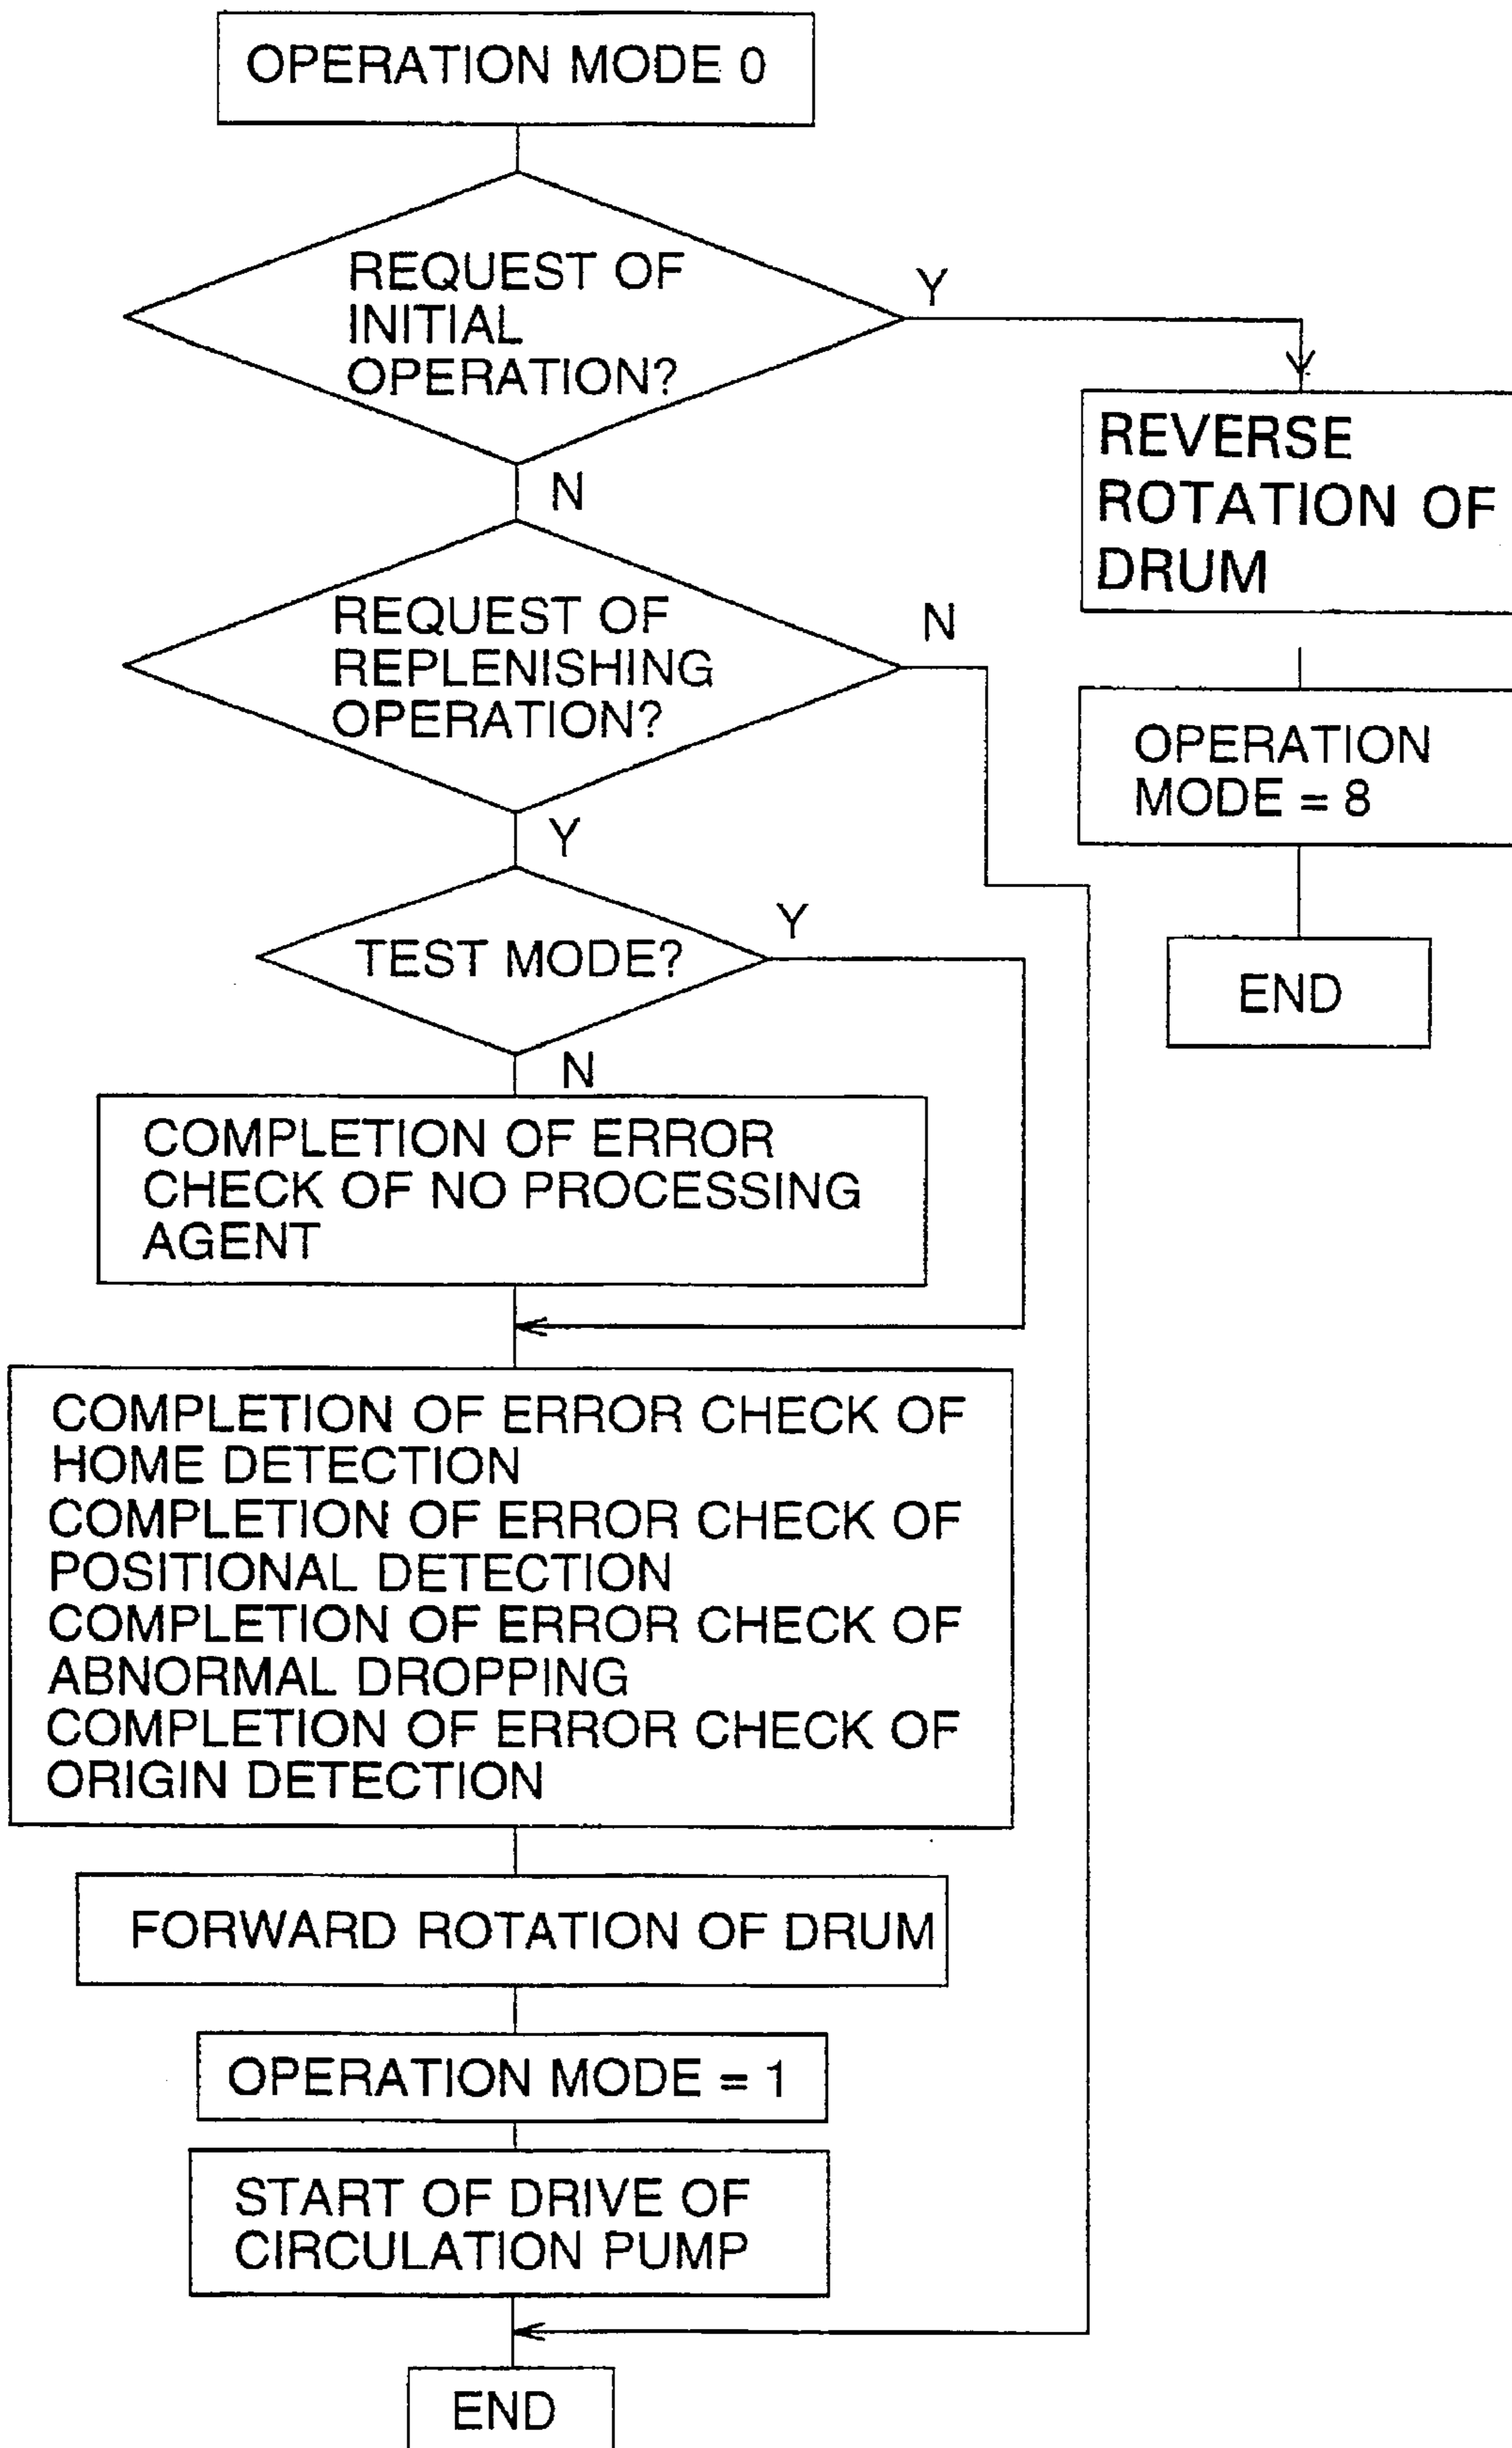 OPERATION MODE 0
REQUEST OF
INITIAL
OPERATION?
Y
N
REVERSE
ROTATION OF
DRUM
REQUEST OF
REPLENISHING
OPERATION?
N
Y
OPERATION
MODE = 8
END
TEST MODE?
Y
N
COMPLETION OF ERROR
CHECK OF NO PROCESSING
AGENT
COMPLETION OF ERROR CHECK OF
HOME DETECTION
COMPLETION OF ERROR CHECK OF
POSITIONAL DETECTION
COMPLETION OF ERROR CHECK OF
ABNORMAL DROPPING
COMPLETION OF ERROR CHECK OF
ORIGIN DETECTION
FORWARD ROTATION OF DRUM
OPERATION MODE = 1
START OF DRIVE OF
CIRCULATION PUMP
END